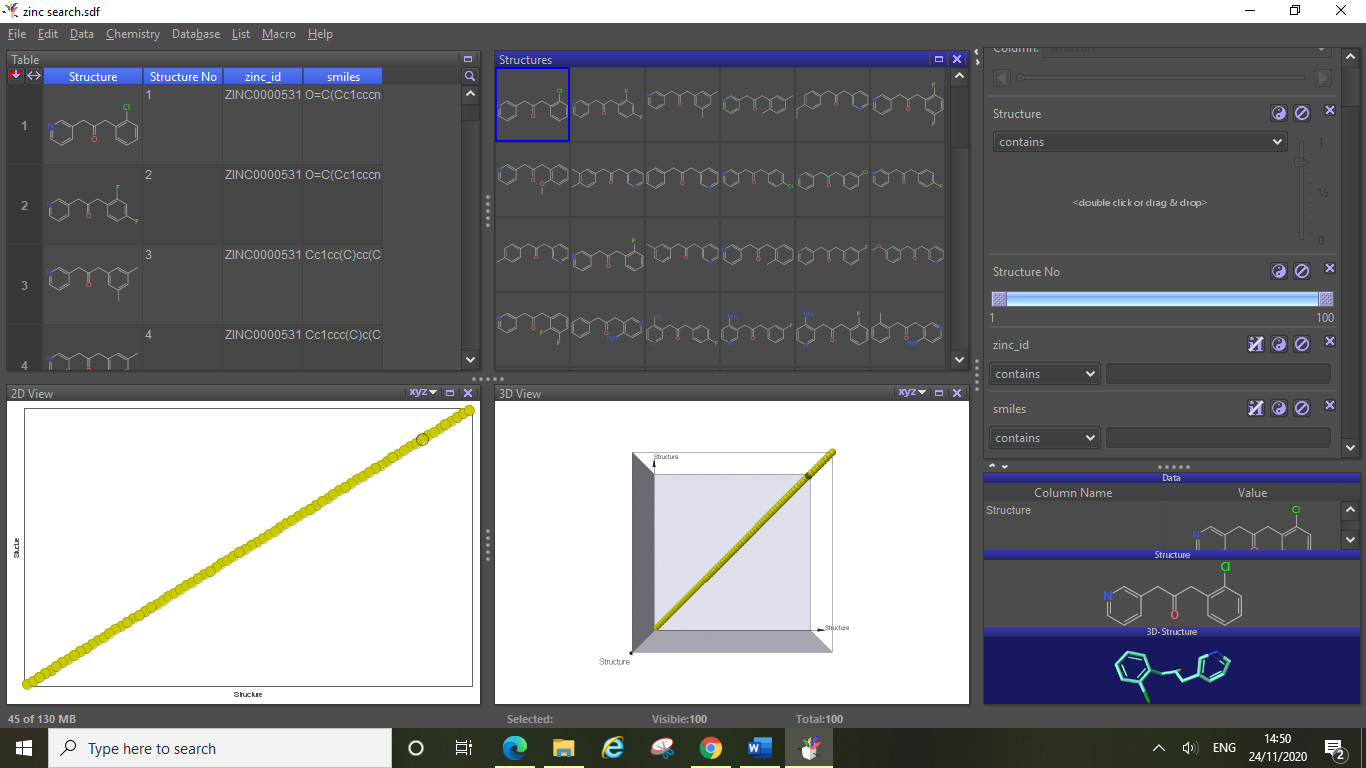 zinc search.sdf
File Edit Data Chemistry Database List Macro Help
Table
Structure Structure No zinc_id smiles
1 1 ZINC0000531 O=C(Cc1cccn
Cl
N
O
2 2 ZINC0000531 O=C(Cc1cccn
F
N
O
F
3 3 ZINC0000531 Cc1cc(C)cc(C
N
O
4 4 ZINC0000531 Cc1ccc(C)c(C
Structures
2D View
xyz
Structure
3D View
xyz
Structure
Structure
Structure
Column: Structure
Structure
contains
1
½
0
<double click or drag & drop>
Structure No
1 100
zinc_id
contains
smiles
contains
Data
Column Name Value
Structure
Cl
N
Structure
Cl
N
O
3D-Structure
45 of 130 MB
Selected: Visible:100 Total:100
Type here to search
ENG
14:50
24/11/2020
2